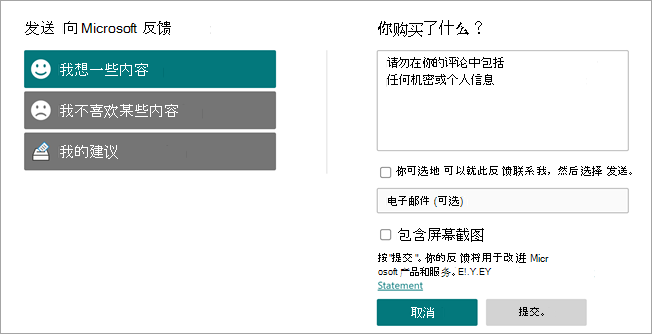 发送 向 Microsoft 反馈
我想一些内容
我不喜欢某些内容
我的建议
你购买了什么？
请勿在你的评论中包括
任何机密或个人信息
你可选地 可以就此反馈联系我，然后选择 发送。
电子邮件 (可选)
包含屏幕截图
按"提交"。你的反馈将用于改进 Micr
osoft 产品和服务。E!.Y.EY
Statement
取消
提交。